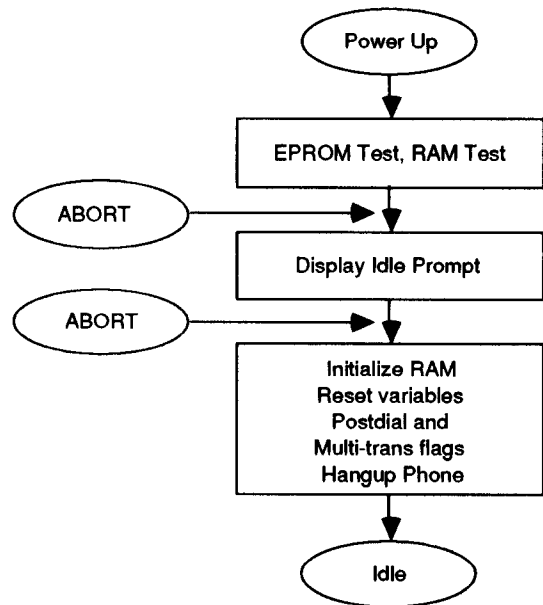 Power Up
EPROM Test, RAM Test
ABORT
Display Idle Prompt
ABORT
Initialize RAM
Reset variables
Postdial and
Multi-trans flags
Hangup Phone
Idle